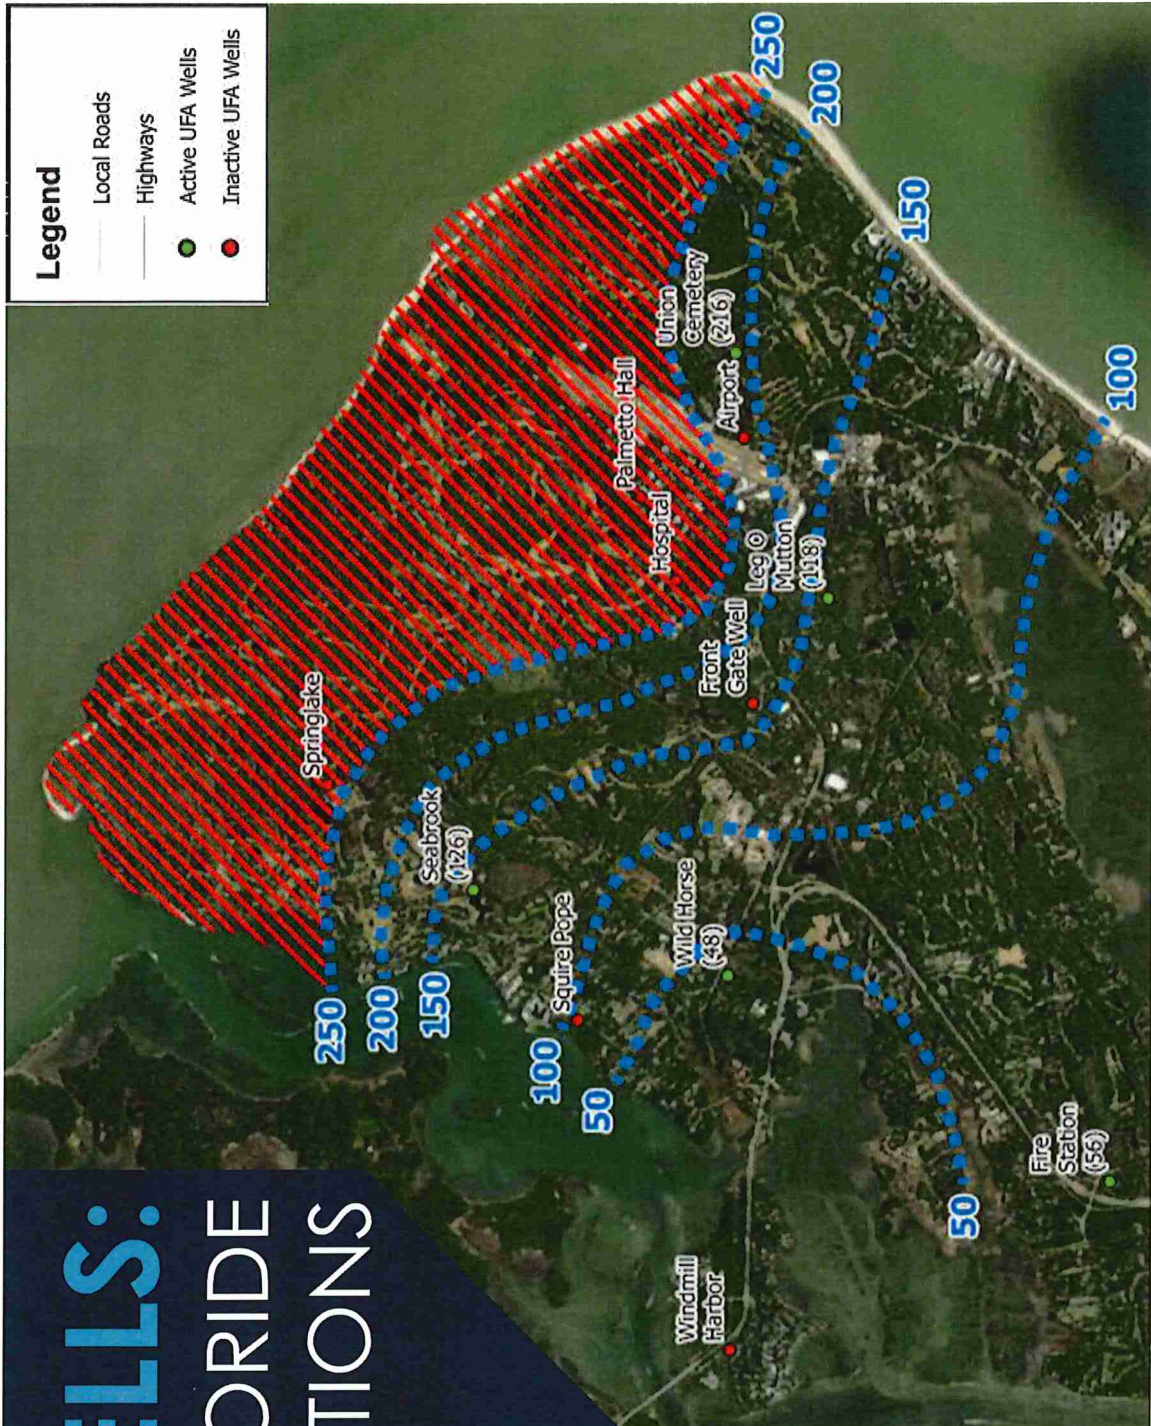 ELLS:
ORIDE
TIONS
Legend
Local Roads
Highways
Active UFA Wells
Inactive UFA Wells
250
200
150
100
50
Springlake
Seabrook
(126)
Squire Pope
Wild Horse
(48)
Windmill
Harbor
Hospital
Palmetto Hall
Union
Cemetery
(216)
Airport
Front
Gate Well
Leg O
Mutton
(118)
Fire
Station
(56)
250
200
150
100
50